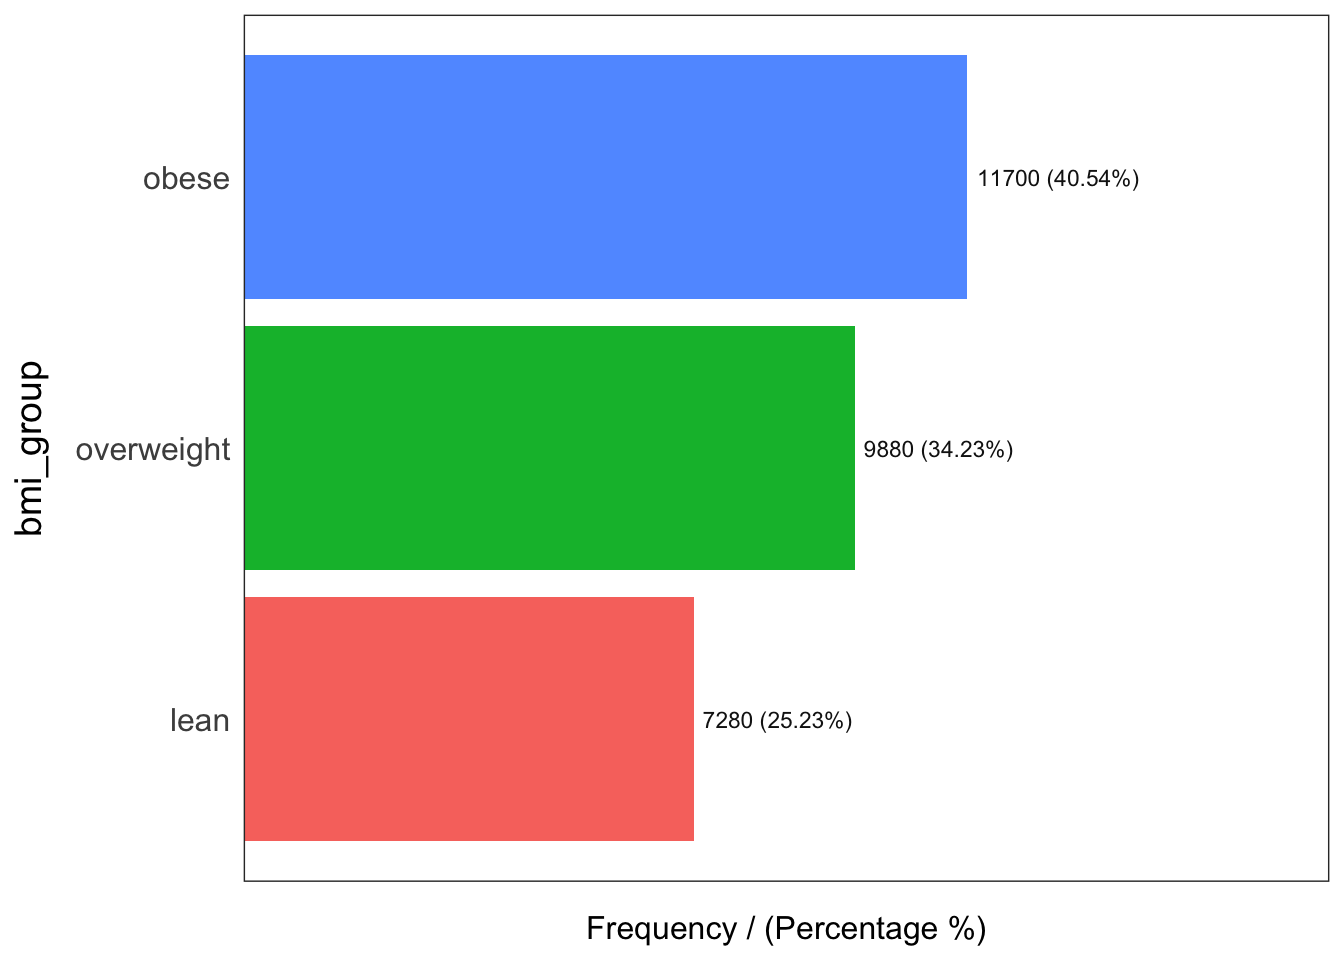 obese
11700 (40.54%)
overweight
9880 (34.23%)
lean
7280 (25.23%)
bmi_group
Frequency / (Percentage %)